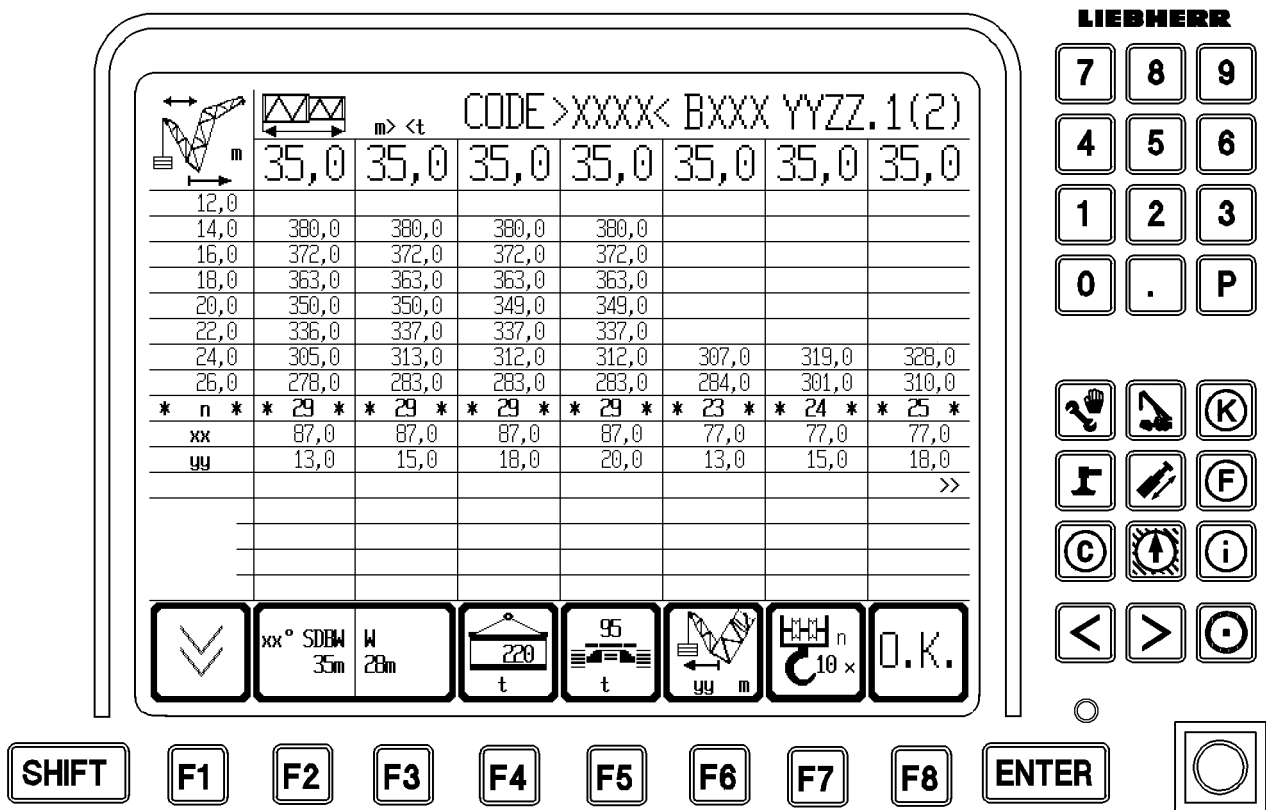 LIEBHERR
m> <t CODE >XXXX< BXXX YYZZ.1(2)
m 35,0 35,0 35,0 35,0 35,0 35,0 35,0
12,0
14,0 380,0 380,0 380,0 380,0
16,0 372,0 372,0 372,0 372,0
18,0 363,0 363,0 363,0 363,0
20,0 350,0 350,0 349,0 349,0
22,0 336,0 337,0 337,0 337,0
24,0 305,0 313,0 312,0 312,0 307,0 319,0 328,0
26,0 278,0 283,0 283,0 283,0 284,0 301,0 310,0
* n * * 29 * * 29 * * 29 * * 29 * * 23 * * 24 * * 25 *
xx 87,0 87,0 87,0 87,0 77,0 77,0 77,0
yy 13,0 15,0 18,0 20,0 13,0 15,0 18,0
>>
xx° SDBW W
35m 28m
220
t
95
t
yy m
n
10 x
O.K.
7 8 9
4 5 6
1 2 3
0 . P
K
F
C i
< >
SHIFT F1 F2 F3 F4 F5 F6 F7 F8 ENTER